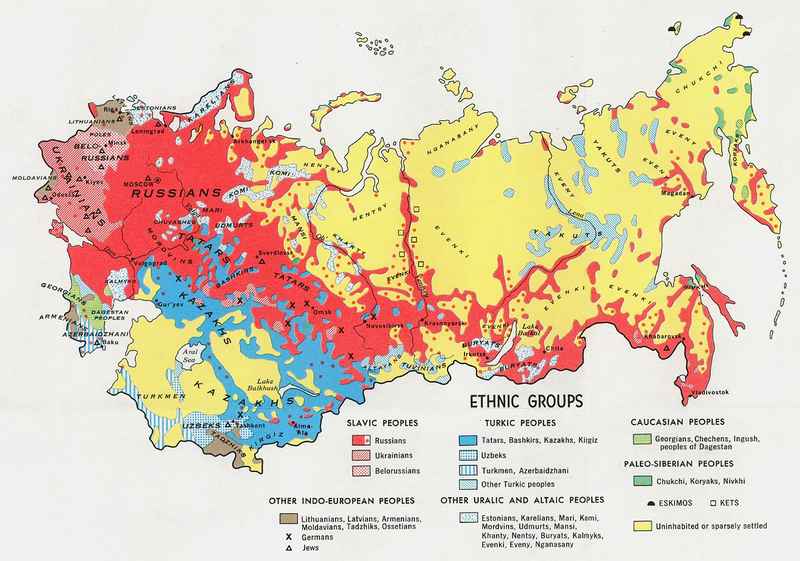 ESTONIANS
KARELIANS
Riga
LITHUANIANS
Leningrad
POLES
Minsk
BELO-
RUSSIANS
UKRAINIANS
Arkhangel'sk
NENTSY
NGANASANY
CHUKCHI
EVENY
YAKUTS
EVENY
EVENY
KORYAKS
MOLDAVIANS
Kiyev
Odessa
MOSCOW
RUSSIANS
KOMI
KOMI
MANSI
KHANTY
Ob'
NENTSY
EVENKI
Lena
YAKUTS
Magadan
MARI
CHUVASHES
UDMURTS
TATARS
MORDVINS
Sverdlovsk
BASHKIRS
TATARS
EVENKI
Yenisey
EVENKI
EVENKI
Volgograd
KALMYKS
GEORGIANS
ARMENIANS
DAGESTAN
PEOPLES
AZERBAIDZHANI
Baku
Gur'yev
KAZAKHS
Omsk
Novosibirsk
Krasnoyarsk
EVENKI
Lake
Baikal
BURYATS
Irkutsk
BURYATS
Chita
Khabarovsk
Vladivostok
Aral
Sea
KAZAKHS
Lake
Balkhash
ALTAYANS
TUVINIANS
TURKMEN
UZBEKS
Tashkent
Alma-
Ata
KIRGIZ
TADZHIKS
ETHNIC GROUPS
SLAVIC PEOPLES
Russians
Ukrainians
Belorussians
TURKIC PEOPLES
Tatars, Bashkirs, Kazakhs, Kirgiz
Uzbeks
Turkmen, Azerbaidzhani
Other Turkic peoples
CAUCASIAN PEOPLES
Georgians, Chechens, Ingush,
peoples of Dagestan
PALEO-SIBERIAN PEOPLES
Chukchi, Koryaks, Nivkhi
ESKIMOS
KETS
Uninhabited or sparsely settled
OTHER INDO-EUROPEAN PEOPLES
Lithuanians, Latvians, Armenians,
Moldavians, Tadzhiks, Ossetians
Germans
Jews
OTHER URALIC AND ALTAIC PEOPLES
Estonians, Karelians, Mari, Komi,
Mordvins, Udmurts, Mansi,
Khanty, Nentsy, Buryats, Kalmyks,
Evenki, Eveny, Nganasany